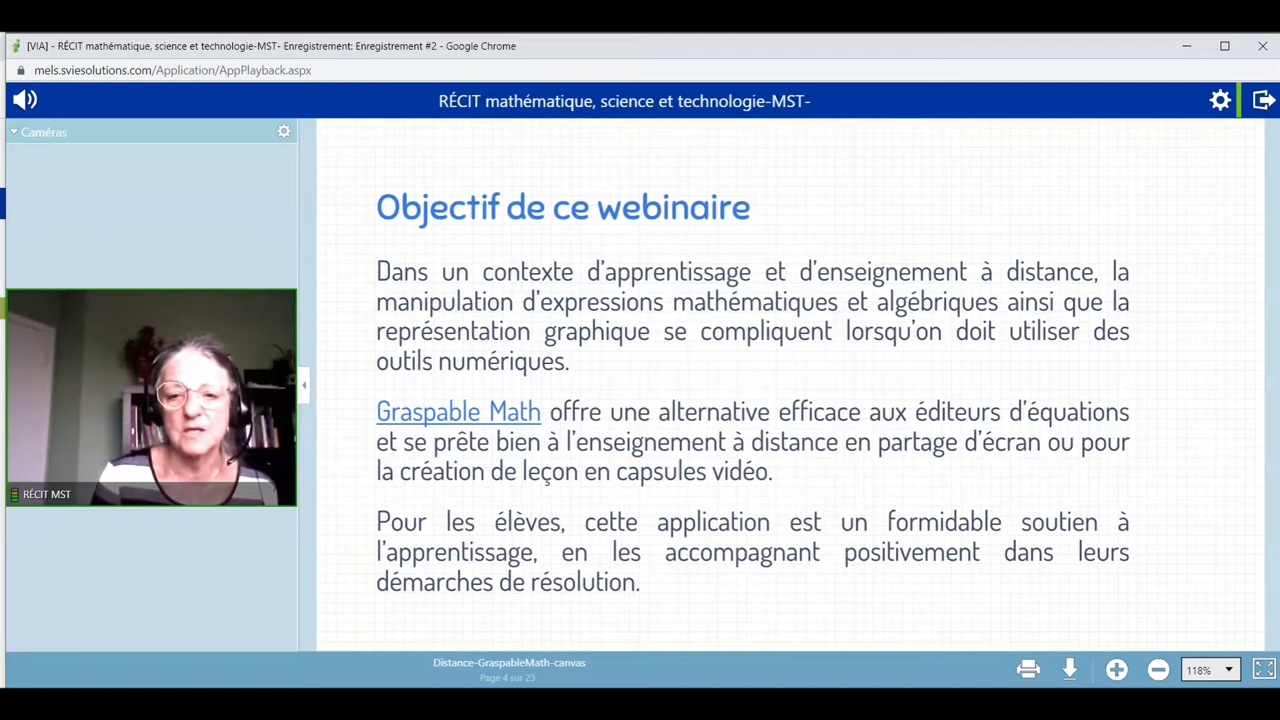 [VIA] - RÉCIT mathématique, science et technologie-MST- Enregistrement: Enregistrement #2 - Google Chrome
mels.sviesolutions.com/Application/AppPlayback.aspx
RÉCIT mathématique, science et technologie-MST-
Caméras
Objectif de ce webinaire
Dans un contexte d'apprentissage et d'enseignement à distance, la
manipulation d'expressions mathématiques et algébriques ainsi que la
représentation graphique se compliquent lorsqu'on doit utiliser des
outils numériques.
Graspable Math offre une alternative efficace aux éditeurs d'équations
et se prête bien à l'enseignement à distance en partage d'écran ou pour
la création de leçon en capsules vidéo.
Pour les élèves, cette application est un formidable soutien à
l'apprentissage, en les accompagnant positivement dans leurs
démarches de résolution.
RÉCIT MST
Distance-GraspableMath-canvas
Page 4 sur 23
118%